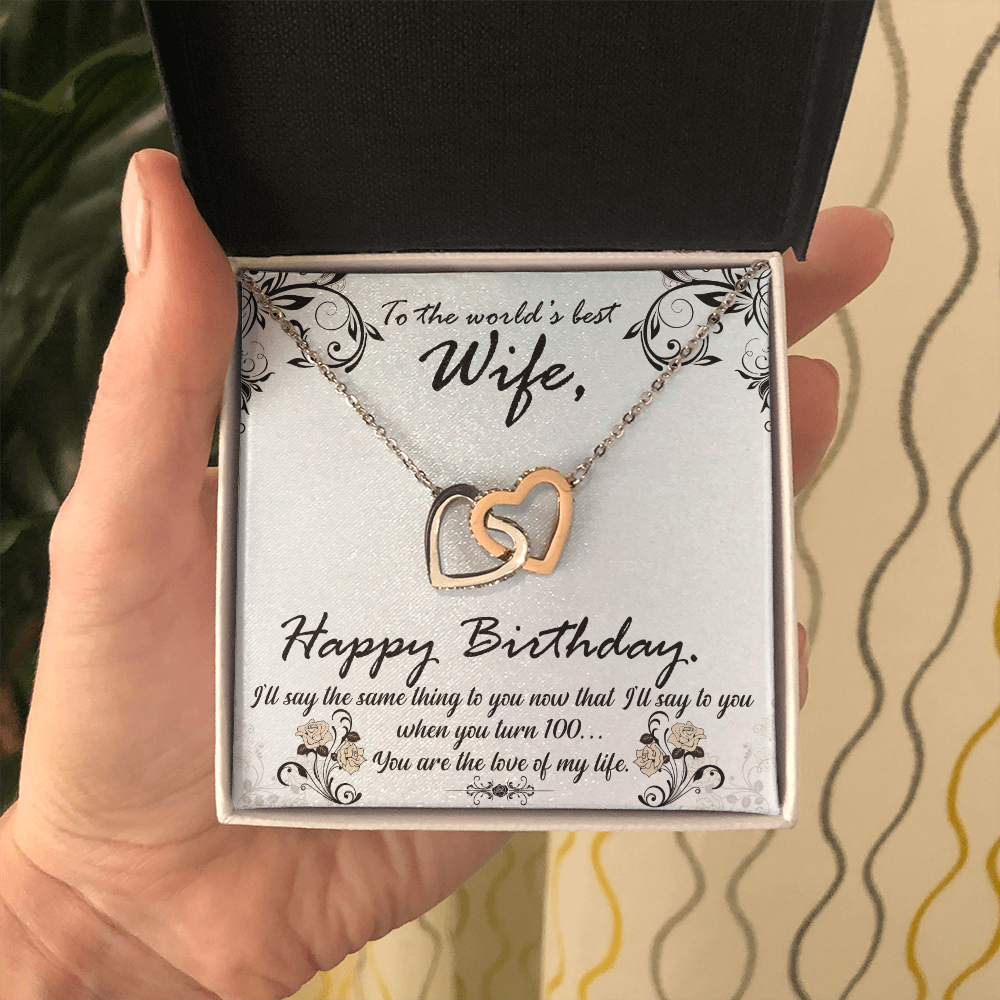 To the world's best
Wife,
Happy Birthday.
I'll say the same thing to you now that I'll say to you
when you turn 100...
You are the love of my life.